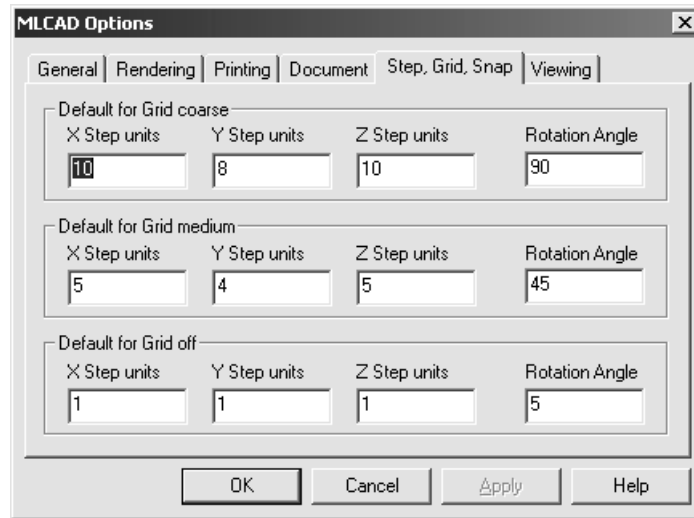 MLCAD Options
General Rendering Printing Document Step, Grid, Snap Viewing
Default for Grid coarse
X Step units Y Step units Z Step units Rotation Angle
10 8 10 90
Default for Grid medium
X Step units Y Step units Z Step units Rotation Angle
5 4 5 45
Default for Grid off
X Step units Y Step units Z Step units Rotation Angle
1 1 1 5
OK Cancel Apply Help